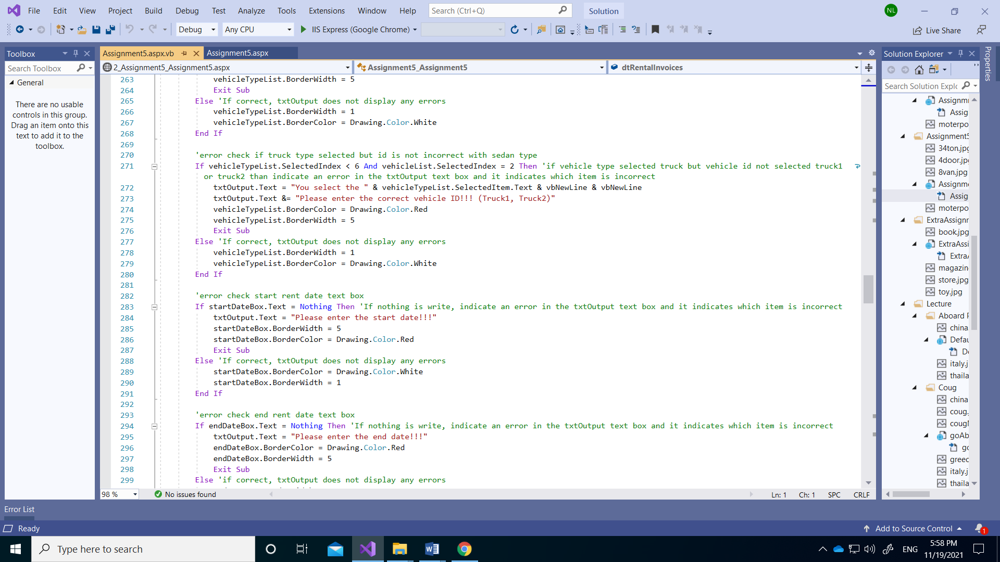 File Edit View Project Build Debug Test Analyze Tools Extensions Window Help Search (Ctrl+Q) Solution NL
Debug Any CPU IIS Express (Google Chrome) Live Share
Toolbox
Search Toolbox
General
There are no usable
controls in this group.
Drag an item onto this
text to add it to the
toolbox.
Assignment5.aspx.vb Assignment5.aspx
2_Assignment5_Assignment5.aspx Assignment5_Assignment5 dtRentalInvoices
263 vehicleTypeList.BorderWidth = 5
264 Exit Sub
265 Else 'If correct, txtOutput does not display any errors
266 vehicleTypeList.BorderWidth = 1
267 vehicleTypeList.BorderColor = Drawing.Color.White
268 End If
269
270 'error check if truck type selected but id is not incorrect with sedan type
271 If vehicleTypeList.SelectedIndex < 6 And vehicleList.SelectedIndex = 2 Then 'if vehicle type selected truck but vehicle id not selected truck1
or truck2 than indicate an error in the txtOutput text box and it indicates which item is incorrect
272 txtOutput.Text = "You select the " & vehicleTypeList.SelectedItem.Text & vbNewLine & vbNewLine
273 txtOutput.Text &= "Please enter the correct vehicle ID!!! (Truck1, Truck2)"
274 vehicleTypeList.BorderColor = Drawing.Color.Red
275 vehicleTypeList.BorderWidth = 5
276 Exit Sub
277 Else 'If correct, txtOutput does not display any errors
278 vehicleTypeList.BorderWidth = 1
279 vehicleTypeList.BorderColor = Drawing.Color.White
280 End If
281
282 'error check start rent date text box
283 If startDateBox.Text = Nothing Then 'If nothing is write, indicate an error in the txtOutput text box and it indicates which item is incorrect
284 txtOutput.Text = "Please enter the start date!!!"
285 startDateBox.BorderWidth = 5
286 startDateBox.BorderColor = Drawing.Color.Red
287 Exit Sub
288 Else 'If correct, txtOutput does not display any errors
289 startDateBox.BorderColor = Drawing.Color.White
290 startDateBox.BorderWidth = 1
291 End If
292
293 'error check end rent date text box
294 If endDateBox.Text = Nothing Then 'If nothing is write, indicate an error in the txtOutput text box and it indicates which item is incorrect
295 txtOutput.Text = "Please enter the end date!!!"
296 endDateBox.BorderColor = Drawing.Color.Red
297 endDateBox.BorderWidth = 5
298 Exit Sub
299 Else 'if correct, txtOutput does not display any errors
98 % No issues found Ln: 1 Ch: 1 SPC CRLF
Solution Explorer
Search Solution Explo
Assignm
Assig
moterpo
Assignment5
34ton.jpg
4door.jp
8van.jpg
Assignme
Assig
moterpo
ExtraAssignm
book.jpg
ExtraAssi
ExtraA
magazin
store.jpg
toy.jpg
Lecture
Aboard P
china
Defau
De
italy.j
thaila
Coug
china
coug.
cougl
goAb
go
greec
italy.j
thaila
Properties
Error List
Ready Add to Source Control 1
Type here to search ENG 5:58 PM
11/19/2021